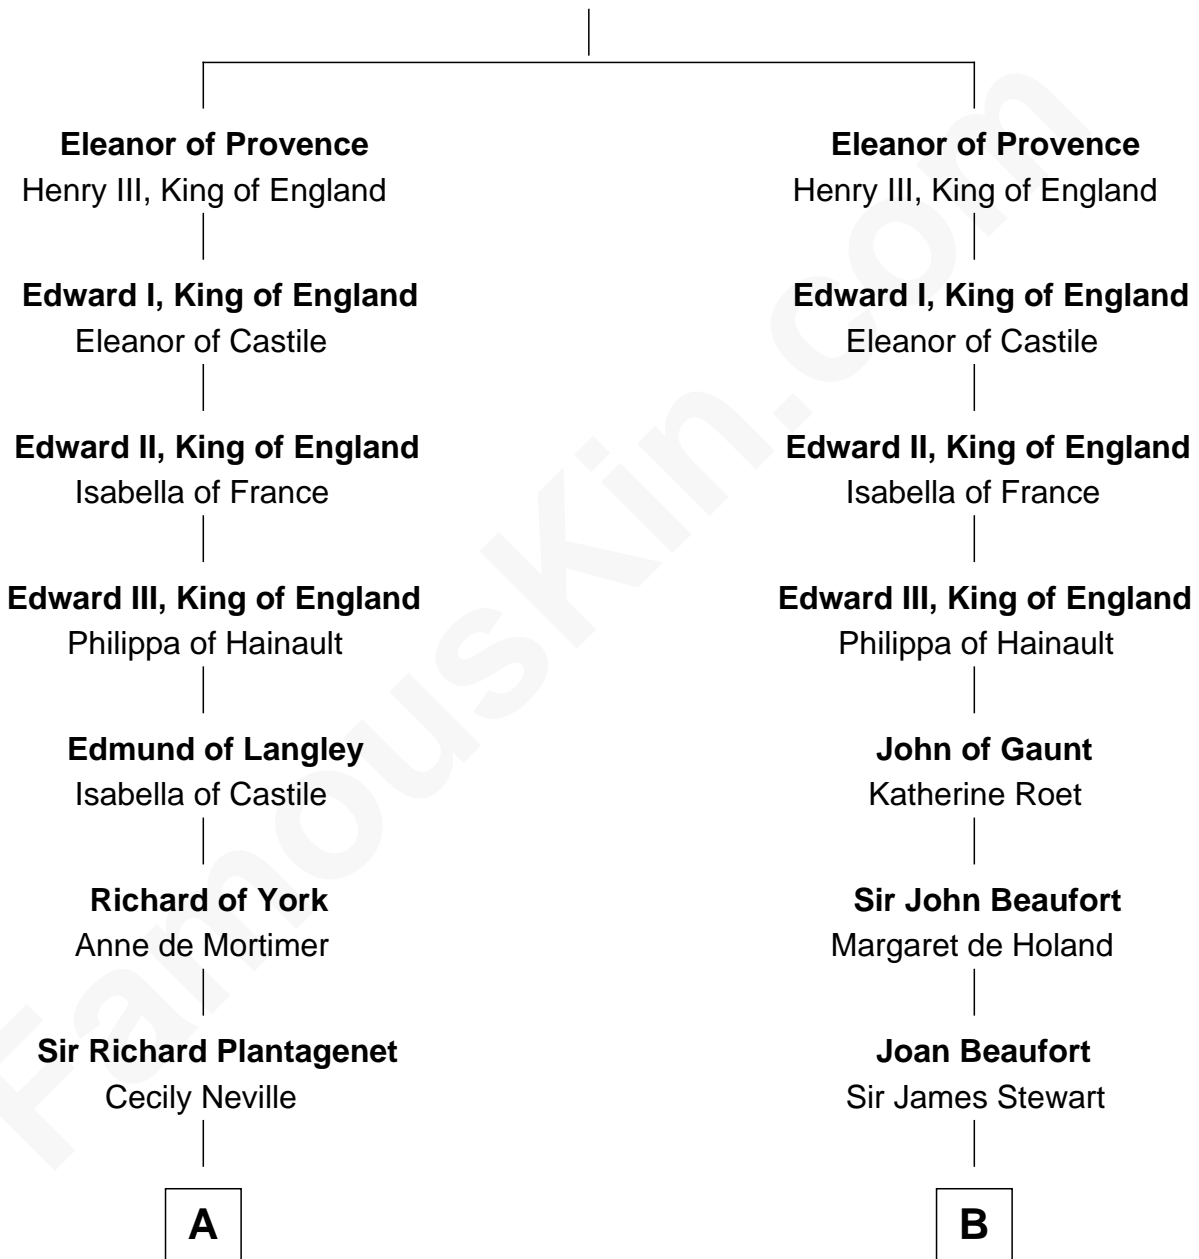 Eleanor of Provence
Henry III, King of England
Edward I, King of England
Eleanor of Castile
Edward II, King of England
Isabella of France
Edward III, King of England
Philippa of Hainault
Edmund of Langley
Isabella of Castile
Richard of York
Anne de Mortimer
Sir Richard Plantagenet
Cecily Neville
A
Eleanor of Provence
Henry III, King of England
Edward I, King of England
Eleanor of Castile
Edward II, King of England
Isabella of France
Edward III, King of England
Philippa of Hainault
John of Gaunt
Katherine Roet
Sir John Beaufort
Margaret de Holand
Joan Beaufort
Sir James Stewart
B
FamousKin.com